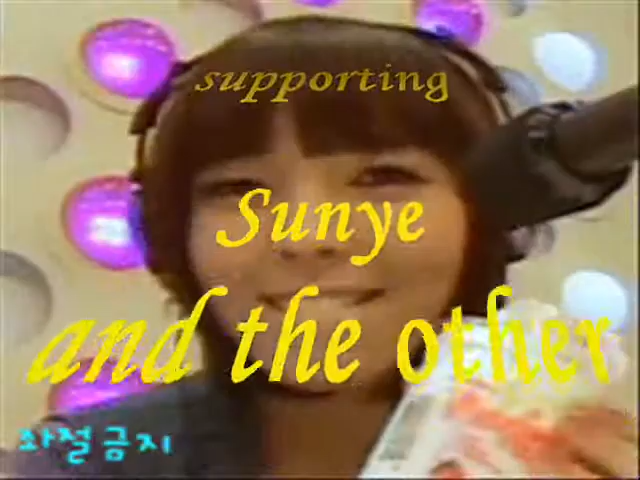 supporting
Sunye
and the other
좌절금지